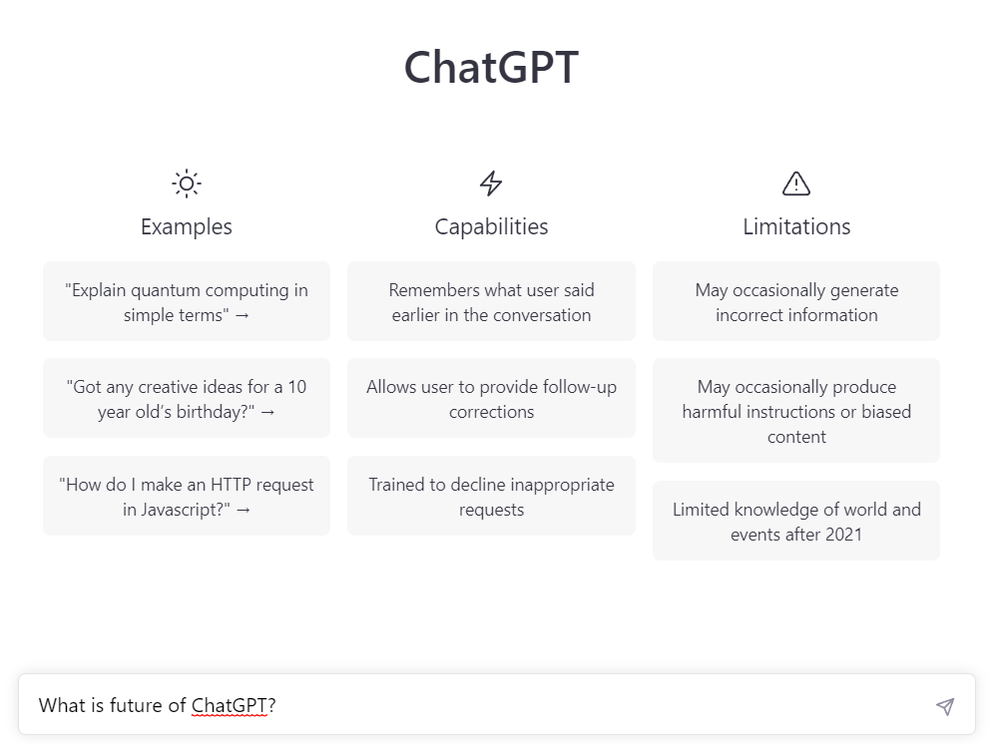 ChatGPT
Examples
"Explain quantum computing in
simple terms" →
"Got any creative ideas for a 10
year old’s birthday?" →
"How do I make an HTTP request
in Javascript?" →
Capabilities
Remembers what user said
earlier in the conversation
Allows user to provide follow-up
corrections
Trained to decline inappropriate
requests
Limitations
May occasionally generate
incorrect information
May occasionally produce
harmful instructions or biased
content
Limited knowledge of world and
events after 2021
What is future of ChatGPT?